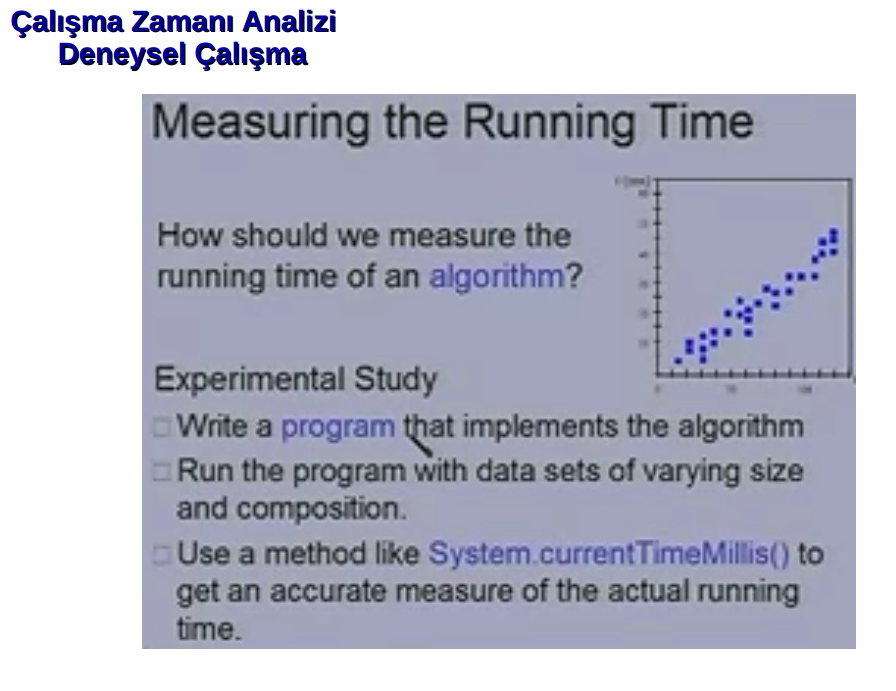 Çalışma Zamanı Analizi
Deneysel Çalışma
Measuring the Running Time
How should we measure the
running time of an algorithm?
Experimental Study
Write a program that implements the algorithm
Run the program with data sets of varying size
and composition.
Use a method like System.currentTimeMillis() to
get an accurate measure of the actual running
time.